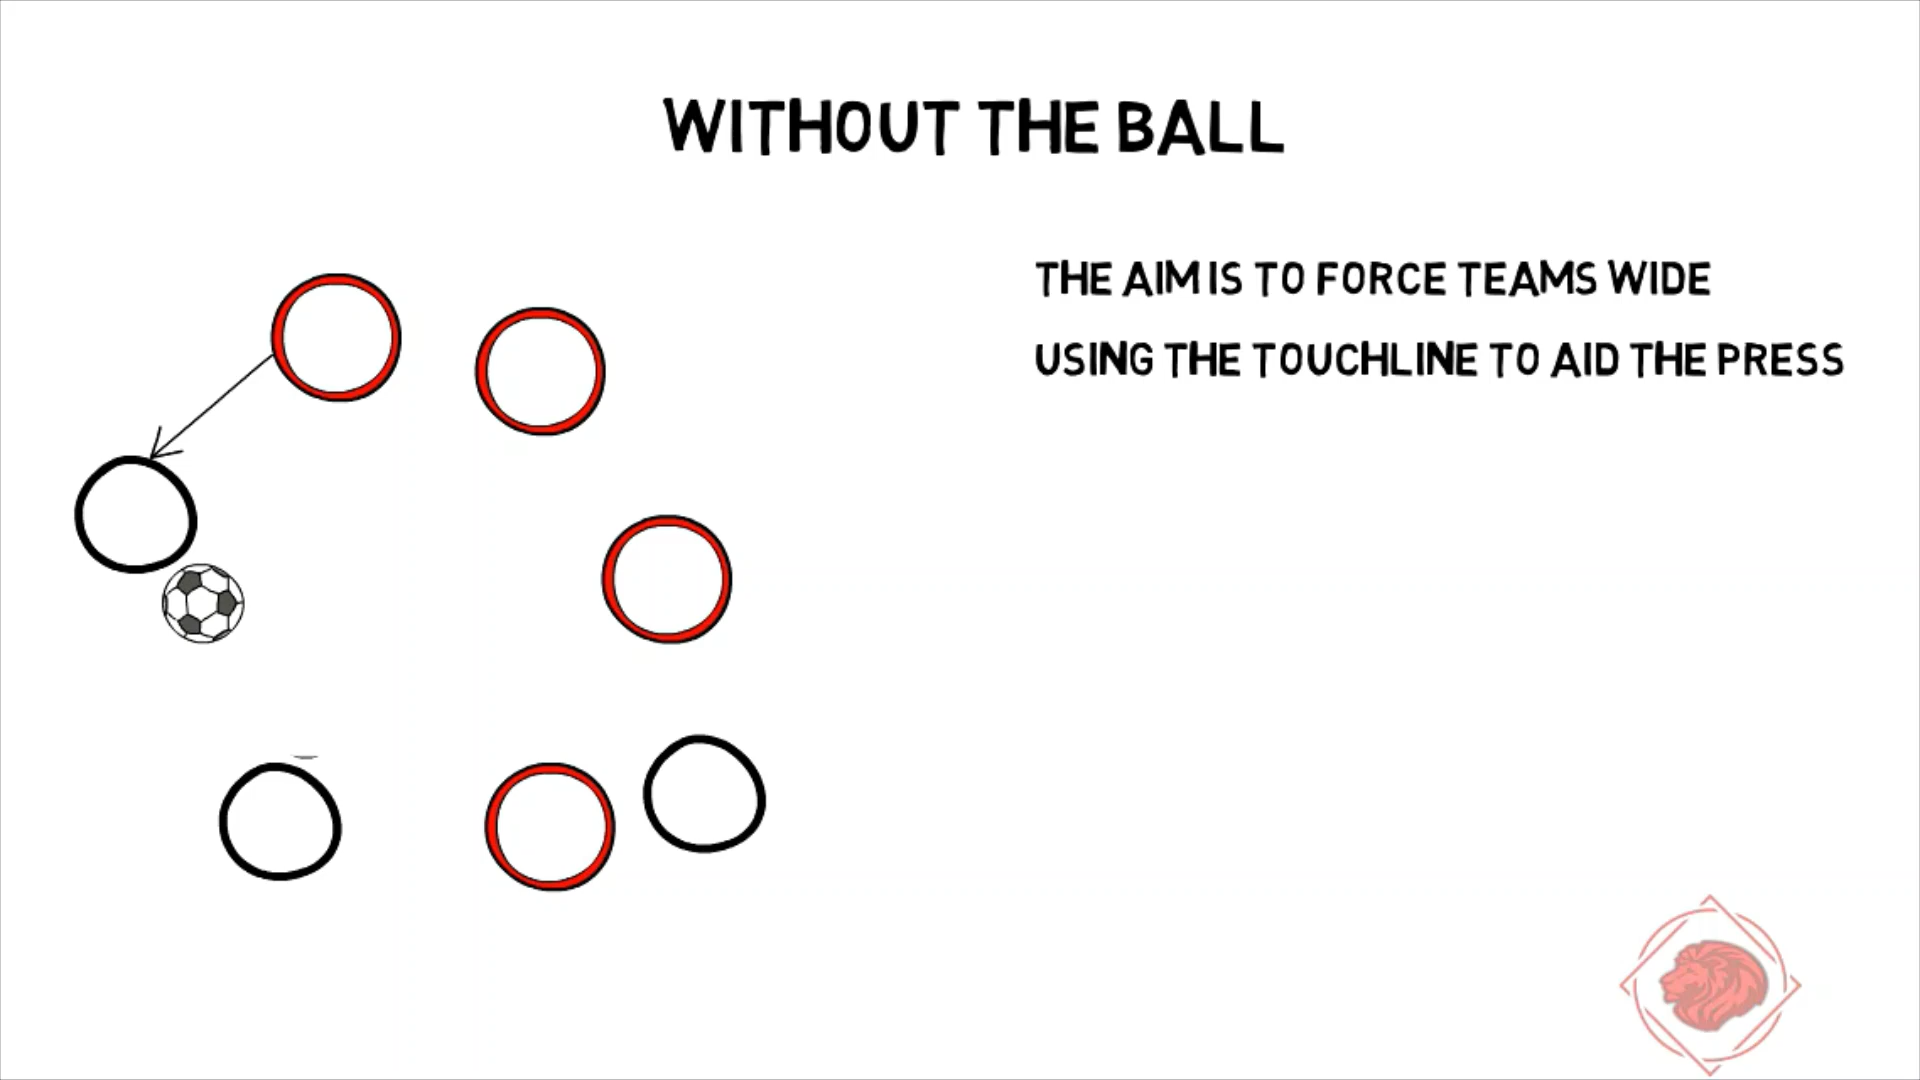 WITHOUT THE BALL
THE AIM IS TO FORCE TEAMS WIDE
USING THE TOUCHLINE TO AID THE PRESS